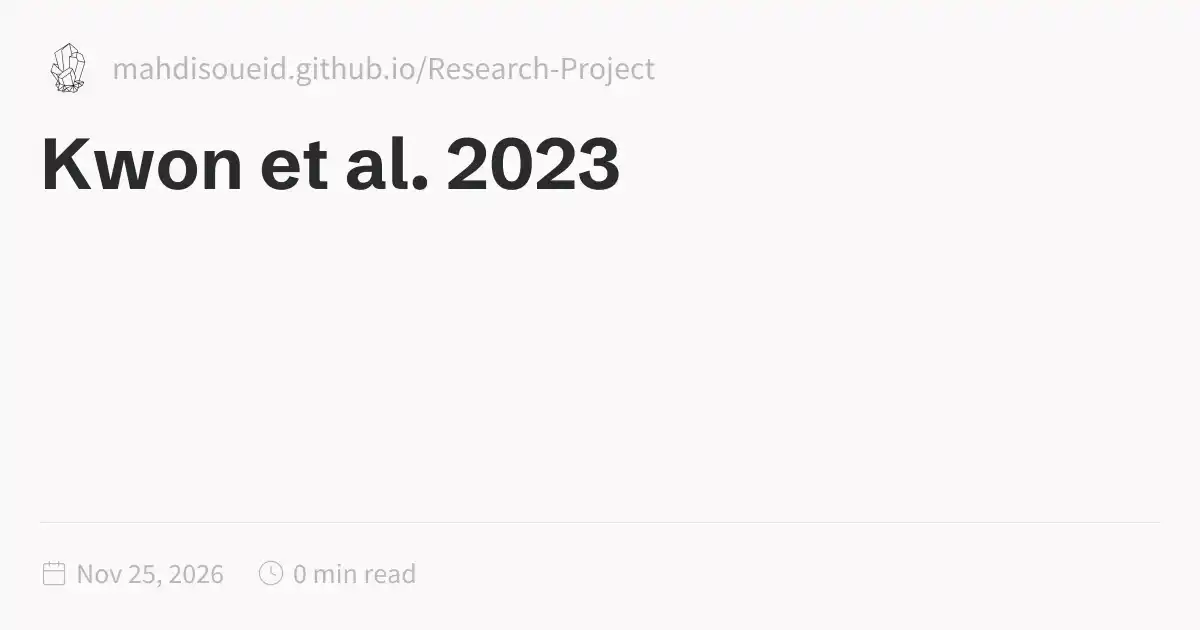 mahdisoueid.github.io/Research-Project
Kwon et al. 2023
Nov 25, 2026 0 min read